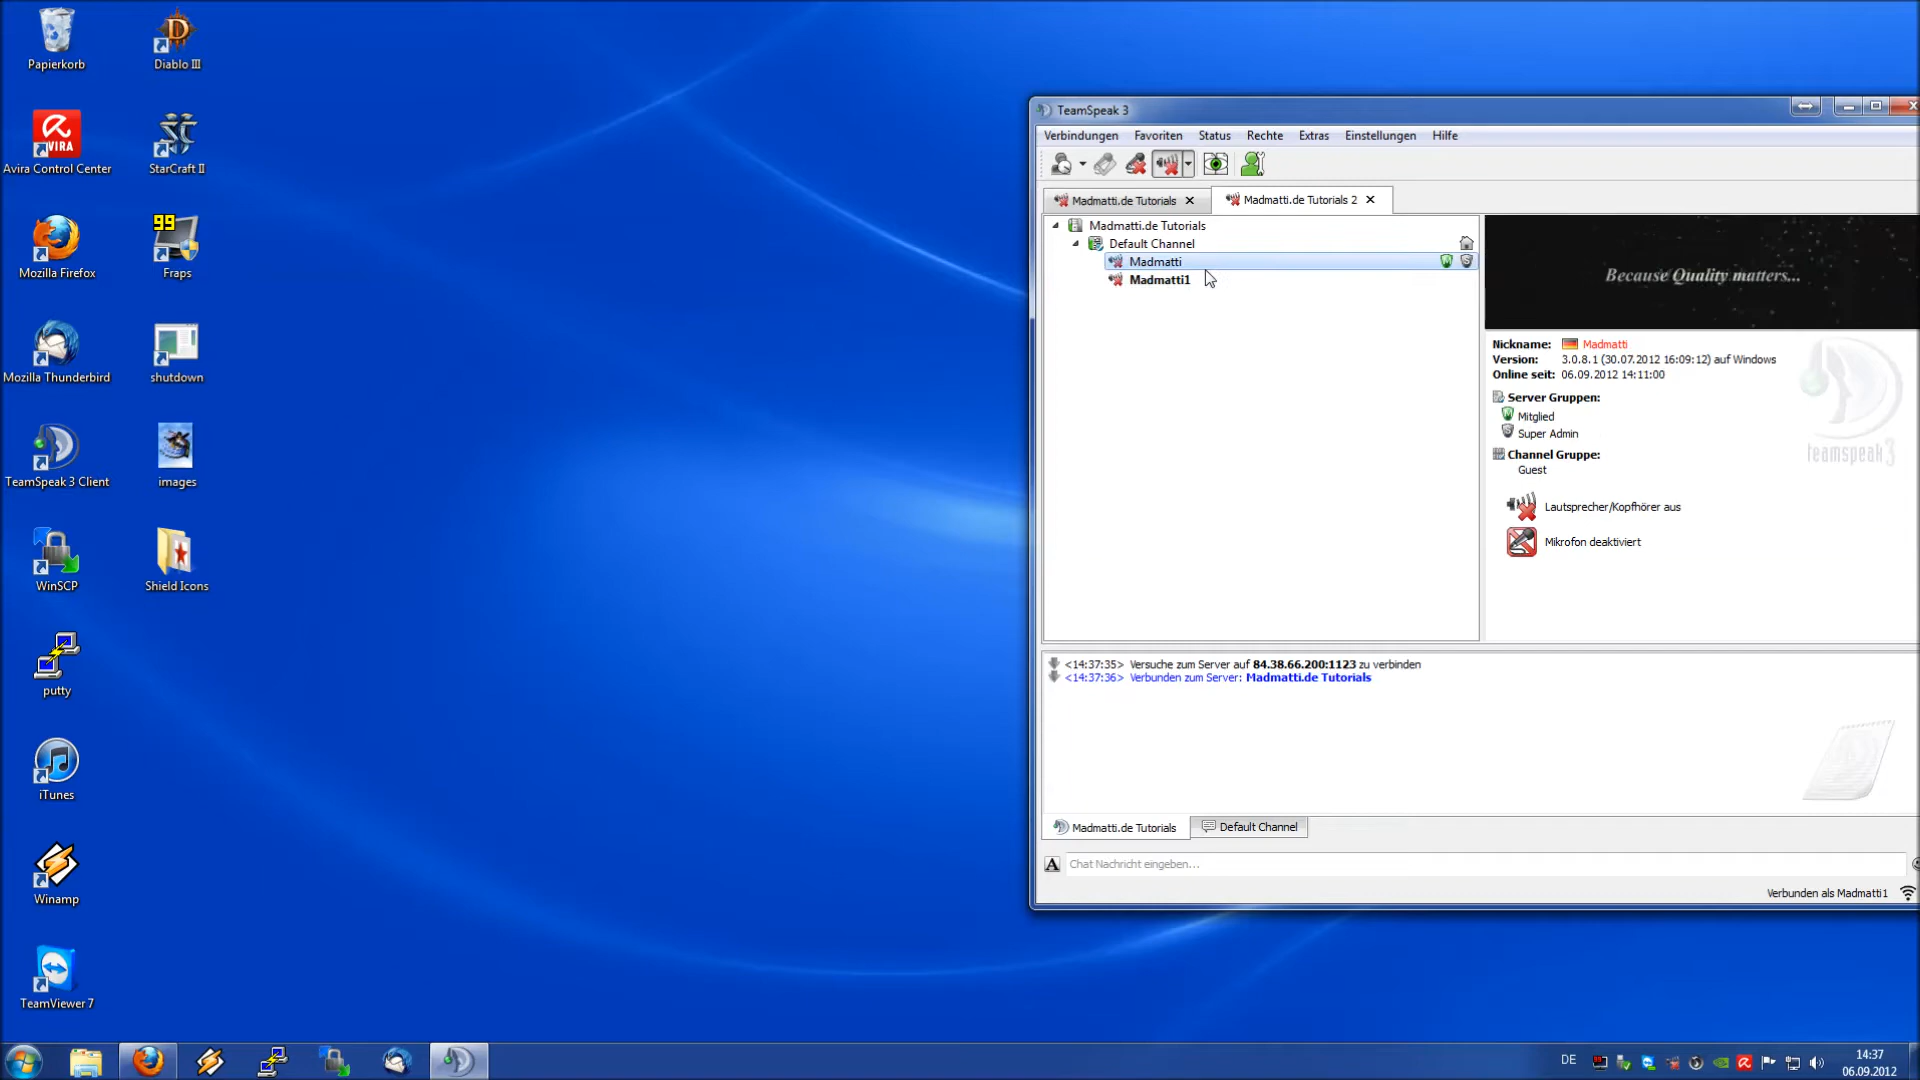 Papierkorb
Diablo III
Avira Control Center
StarCraft II
Mozilla Firefox
99
Fraps
Mozilla Thunderbird
shutdown
TeamSpeak 3 Client
images
WinSCP
Shield Icons
putty
iTunes
Winamp
TeamViewer 7
TeamSpeak 3
Verbindungen Favoriten Status Rechte Extras Einstellungen Hilfe
Madmatti.de Tutorials
Madmatti.de Tutorials 2
Madmatti.de Tutorials
Default Channel
Madmatti
Madmatti1
Because Quality matters...
Nickname: Madmatti
Version: 3.0.8.1 (30.07.2012 16:09:12) auf Windows
Online seit: 06.09.2012 14:11:00
Server Gruppen:
Mitglied
Super Admin
Channel Gruppe:
Guest
teamspeak3
Lautsprecher/Kopfhörer aus
Mikrofon deaktiviert
<14:37:35> Versuche zum Server auf 84.38.66.200:1123 zu verbinden
<14:37:36> Verbunden zum Server: Madmatti.de Tutorials
Madmatti.de Tutorials
Default Channel
A
Chat Nachricht eingeben...
Verbunden als Madmatti1
DE
14:37
06.09.2012